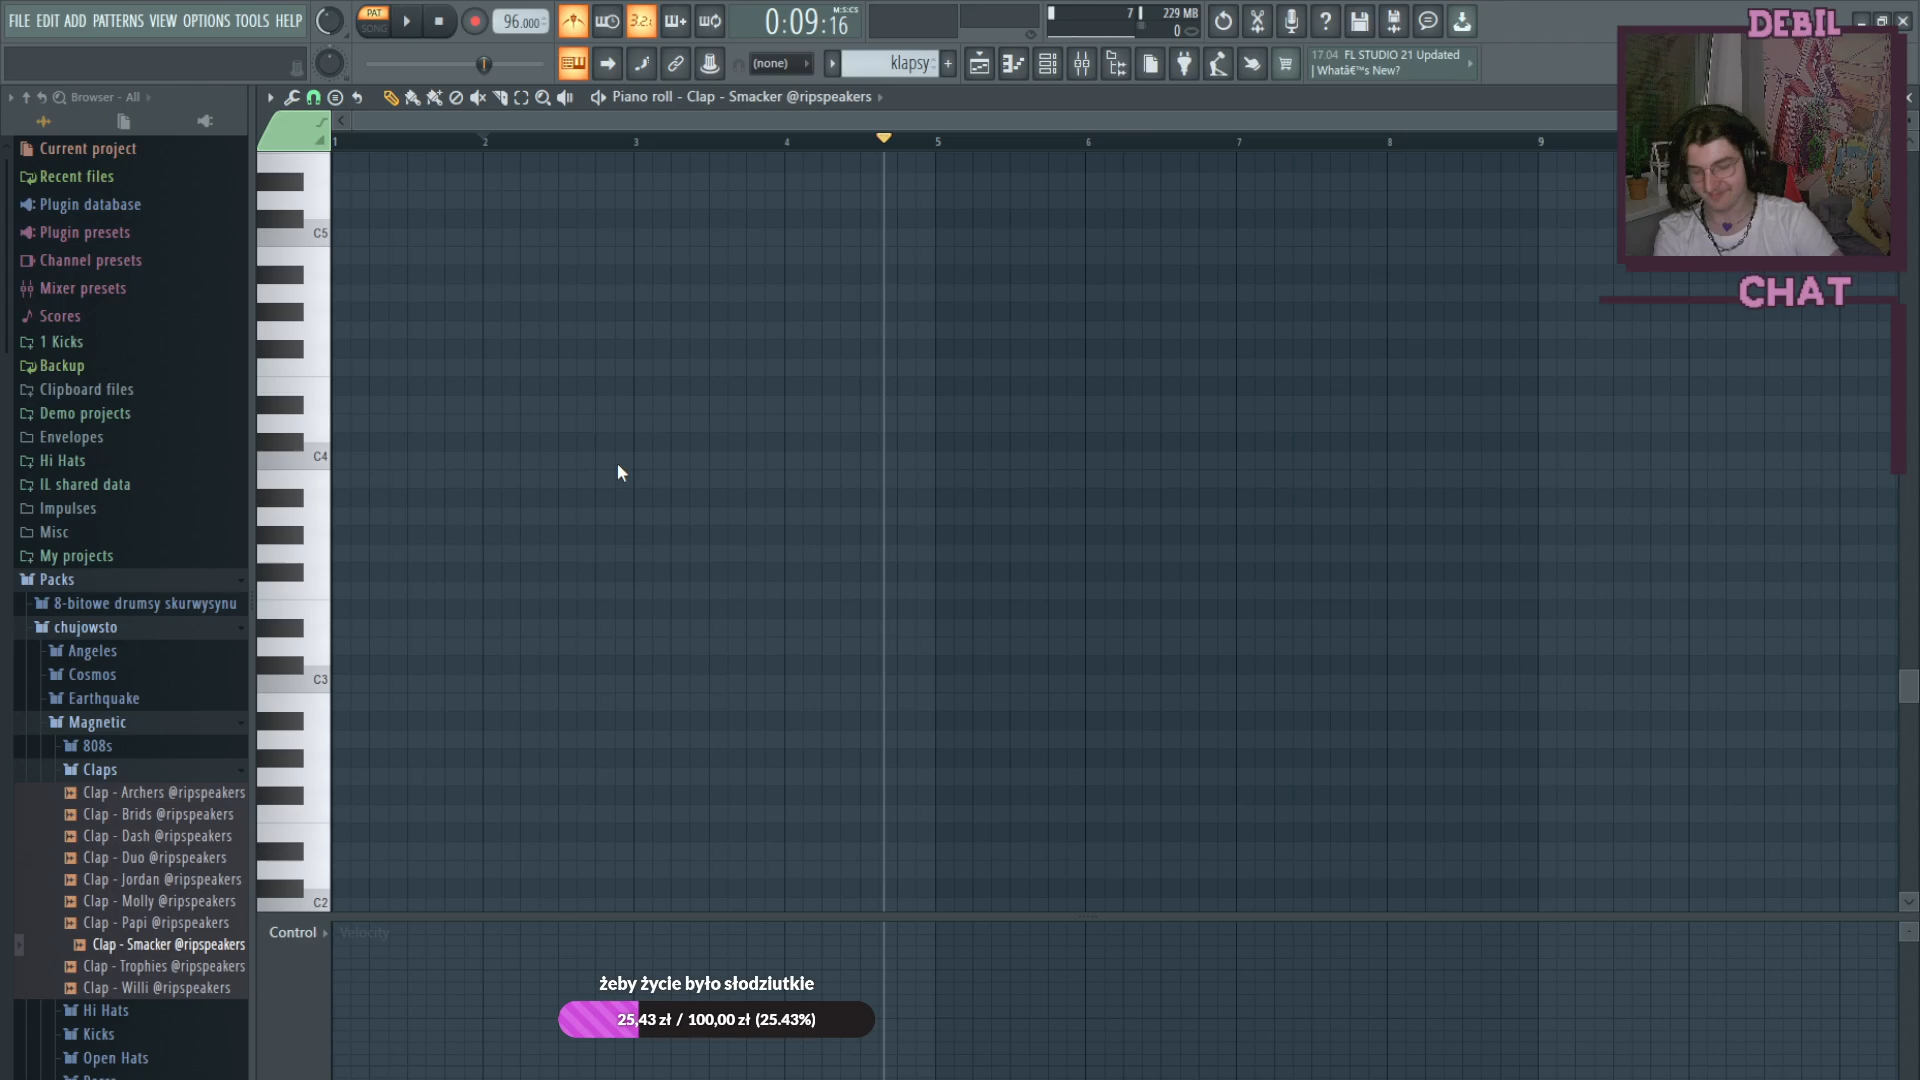 FILE EDIT ADD PATTERNS VIEW OPTIONS TOOLS HELP
PAT
SONG
96.000
3.2.
0:09:16
M:S:CS
7
229 MB
0
(none)
klapsy
17.04 FL STUDIO 21 Updated
| Whatâ€™s New?
DEBIL
CHAT
Browser - All
Piano roll - Clap - Smacker @ripspeakers
1 2 3 4 5 6 7 8 9
Current project
Recent files
Plugin database
Plugin presets
Channel presets
Mixer presets
Scores
1 Kicks
Backup
Clipboard files
Demo projects
Envelopes
Hi Hats
IL shared data
Impulses
Misc
My projects
Packs
8-bitowe drumsy skurwysynu
chujowsto
Angeles
Cosmos
Earthquake
Magnetic
808s
Claps
Clap - Archers @ripspeakers
Clap - Brids @ripspeakers
Clap - Dash @ripspeakers
Clap - Duo @ripspeakers
Clap - Jordan @ripspeakers
Clap - Molly @ripspeakers
Clap - Papi @ripspeakers
Clap - Smacker @ripspeakers
Clap - Trophies @ripspeakers
Clap - Willi @ripspeakers
Hi Hats
Kicks
Open Hats
C5
C4
C3
C2
Control
Velocity
żeby życie było słodziutkie
25,43 zł / 100,00 zł (25.43%)